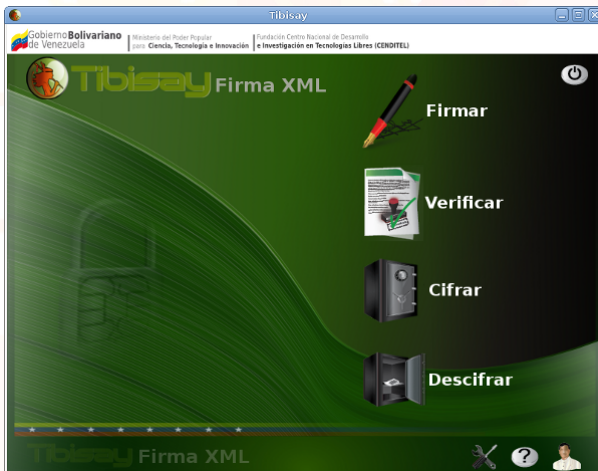 Tibisay
Gobierno Bolivariano
de Venezuela
Ministerio del Poder Popular
para Ciencia, Tecnología e Innovación
Fundación Centro Nacional de Desarrollo
e Investigación en Tecnologías Libres (CENDITEL)
Tibisay Firma XML
Firmar
Verificar
Cifrar
Descifrar
Tibisay Firma XML
?